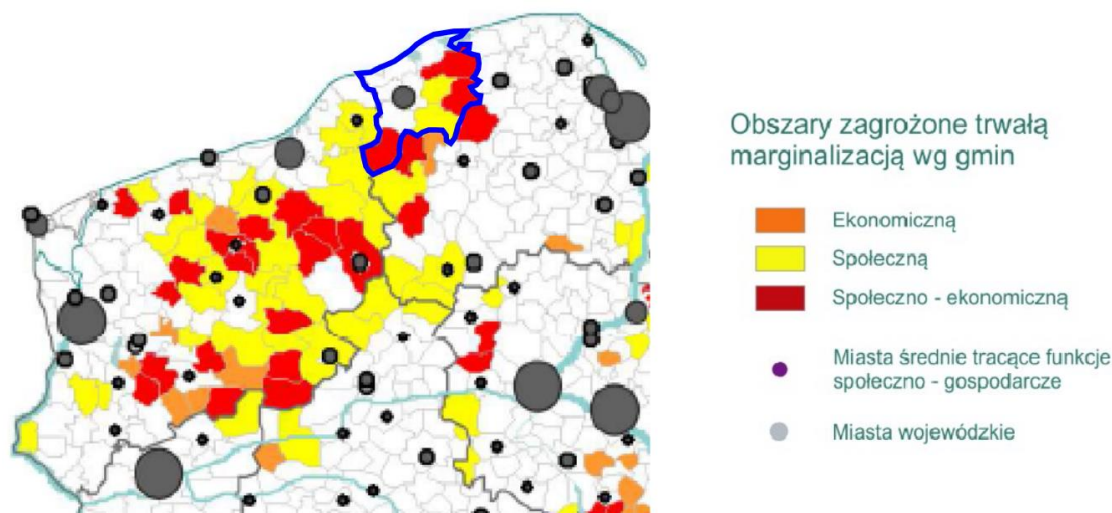 Obszary zagrożone trwałą
marginalizacją wg gmin
Ekonomiczną
Społeczną
Społeczno - ekonomiczną
Miasta średnie tracące funkcje
społeczno - gospodarcze
Miasta wojewódzkie